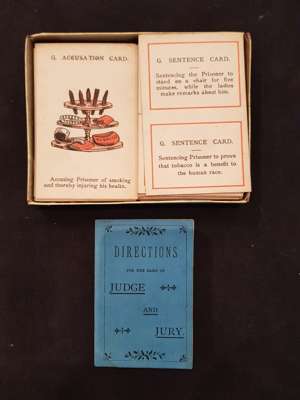 G. ACCUSATION CARD.
Accusing Prisoner of smoking
and thereby injuring his health.
G. SENTENCE CARD.
Sentencing the Prisoner to
stand on a chair for five
minutes, while the ladies
make remarks about him.
G. SENTENCE CARD.
Sentencing Prisoner to prove
that tobacco is a benefit to
the human race.
DIRECTIONS
FOR THE GAME OF
JUDGE
AND
JURY.